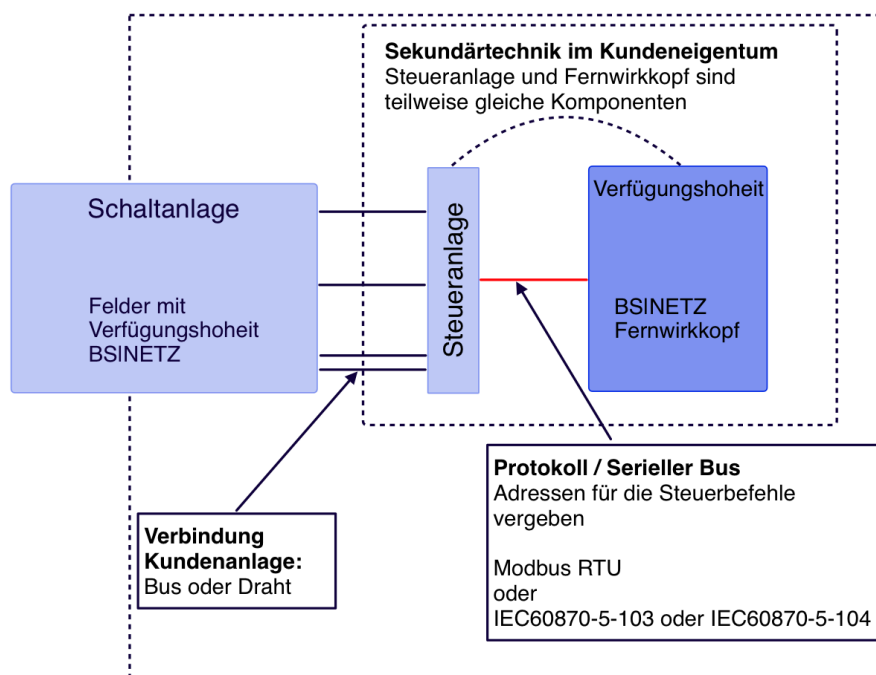 Sekundärtechnik im Kundeneigentum
Steueranlage und Fernwirkkopf sind
teilweise gleiche Komponenten
Schaltanlage
Felder mit
Verfügungshoheit
BSINETZ
Steueranlage
Verfügungshoheit
BSINETZ
Fernwirkkopf
Verbindung
Kundenanlage:
Bus oder Draht
Protokoll / Serieller Bus
Adressen für die Steuerbefehle
vergeben
Modbus RTU
oder
IEC60870-5-103 oder IEC60870-5-104